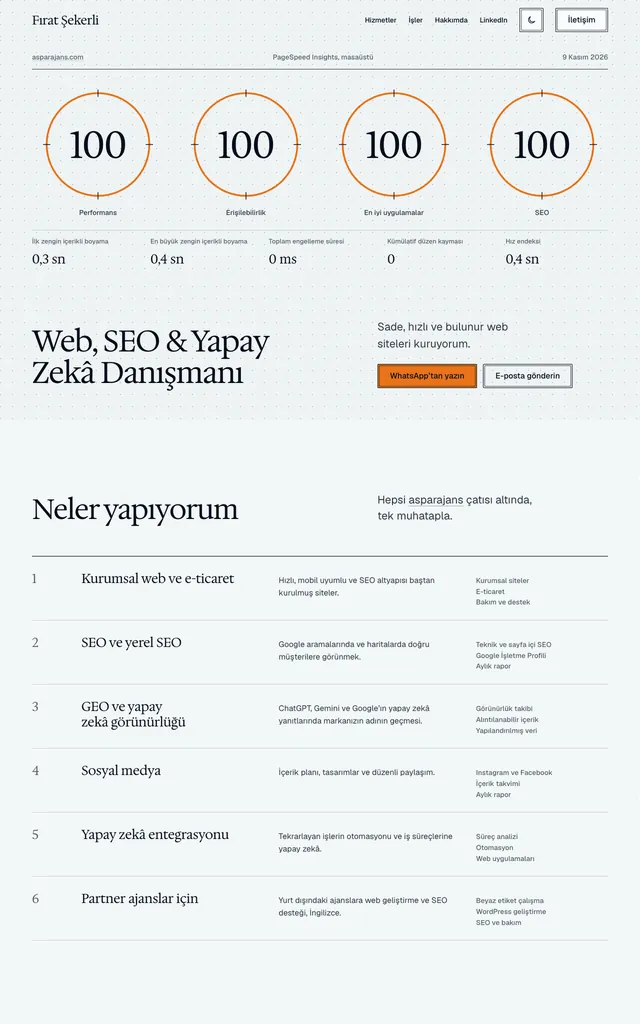 Fırat Şekerli
Hizmetler İşler Hakkımda LinkedIn İletişim
asparajans.com PageSpeed Insights, masaüstü 9 Kasım 2026
100 100 100 100
Performans Erişilebilirlik En iyi uygulamalar SEO
İlk zengin içerikli boyama En büyük zengin içerikli boyama Toplam engelleme süresi Kümülatif düzen kayması Hız endeksi
0,3 sn 0,4 sn 0 ms 0 0,4 sn
Web, SEO & Yapay
Zekâ Danışmanı
Sade, hızlı ve bulunur web
siteleri kuruyorum.
WhatsApp'tan yazın E-posta gönderin
Neler yapıyorum
Hepsi asparajans çatısı altında,
tek muhatapla.
1 Kurumsal web ve e-ticaret
Hızlı, mobil uyumlu ve SEO altyapısı baştan
kurulmuş siteler.
Kurumsal siteler
E-ticaret
Bakım ve destek
2 SEO ve yerel SEO
Google aramalarında ve haritalarda doğru
müşterilere görünmek.
Teknik ve sayfa içi SEO
Google İşletme Profili
Aylık rapor
3 GEO ve yapay
zekâ görünürlüğü
ChatGPT, Gemini ve Google'ın yapay zekâ
yanıtlarında markanızın adının geçmesi.
Görünürlük takibi
Alıntılanabilir içerik
Yapılandırılmış veri
4 Sosyal medya
İçerik planı, tasarımlar ve düzenli paylaşım.
Instagram ve Facebook
İçerik takvimi
Aylık rapor
5 Yapay zekâ entegrasyonu
Tekrarlayan işlerin otomasyonu ve iş süreçlerine
yapay zekâ.
Süreç analizi
Otomasyon
Web uygulamaları
6 Partner ajanslar için
Yurt dışındaki ajanslara web geliştirme ve SEO
desteği, İngilizce.
Beyaz etiket çalışma
WordPress geliştirme
SEO ve bakım